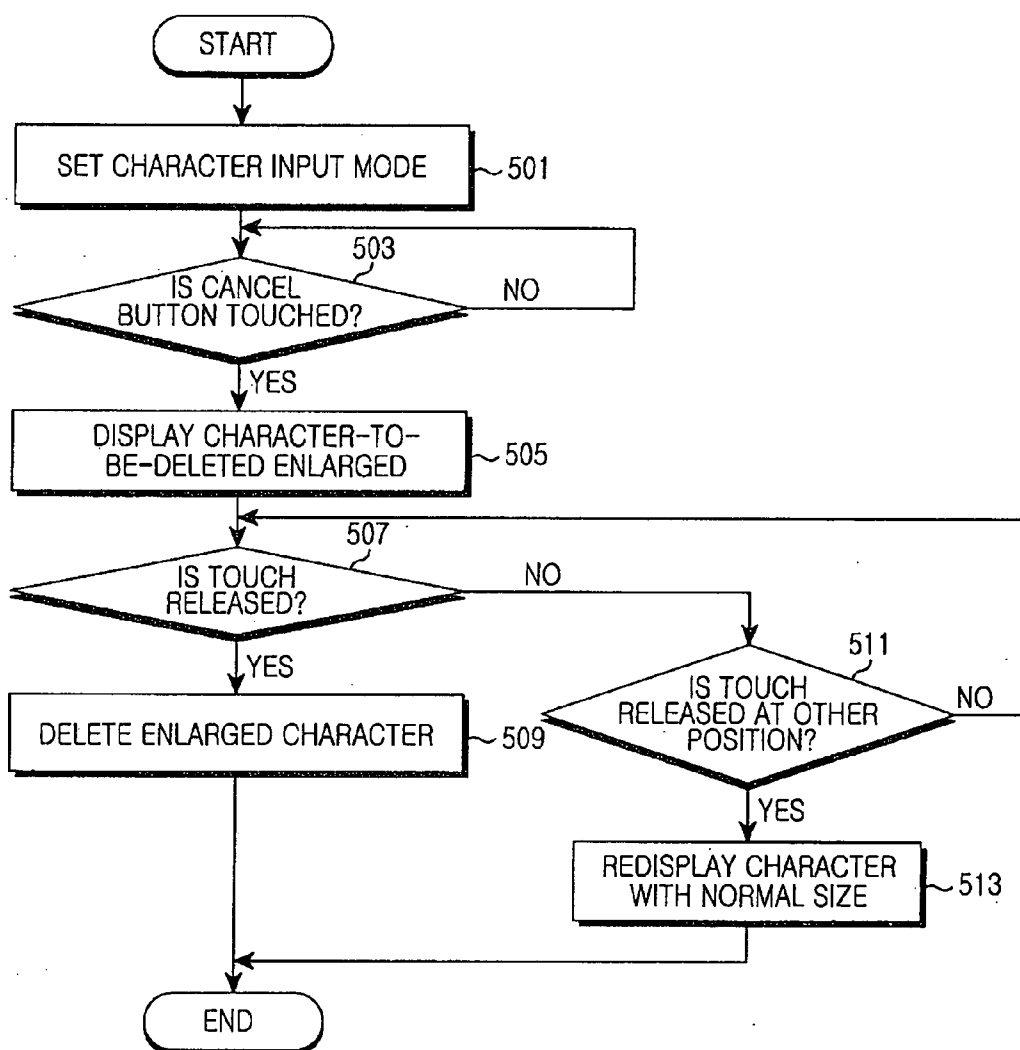 START
SET CHARACTER INPUT MODE
501
503
IS CANCEL
BUTTON TOUCHED?
NO
YES
DISPLAY CHARACTER-TO-
BE-DELETED ENLARGED
505
507
IS TOUCH
RELEASED?
NO
YES
511
IS TOUCH
RELEASED AT OTHER
POSITION?
NO
DELETE ENLARGED CHARACTER
509
YES
REDISPLAY CHARACTER
WITH NORMAL SIZE
513
END